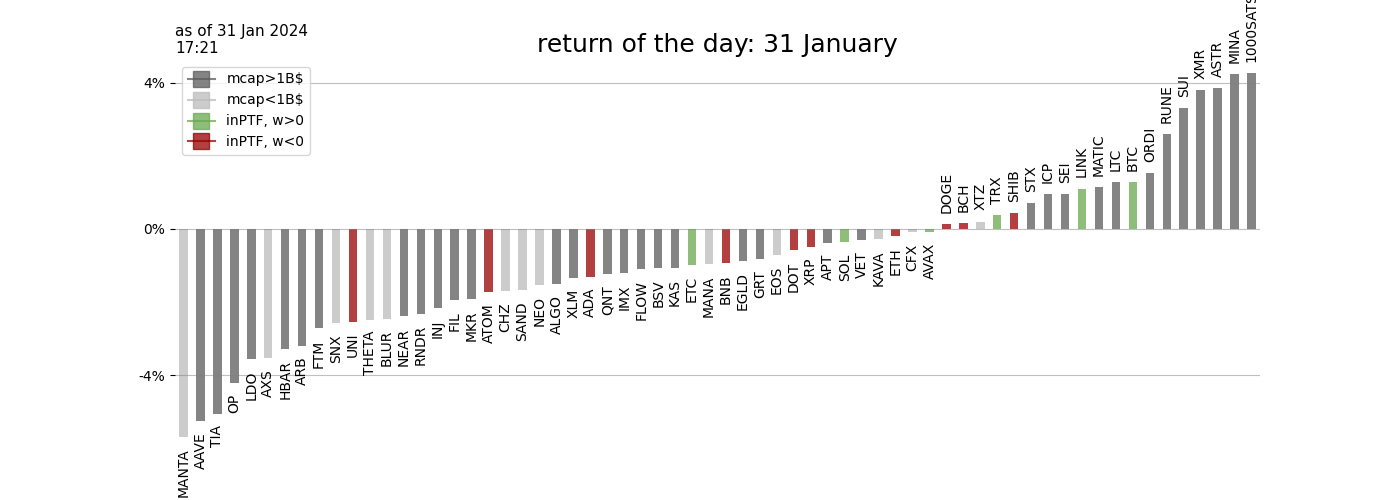 as of 31 Jan 2024
17:21
return of the day: 31 January
mcap>1B$
mcap<1B$
inPTF, w>0
inPTF, w<0
4%
0%
-4%
MANTA
AAVE
TIA
OP
LDO
AXS
HBAR
ARB
FTM
SNX
UNI
THETA
BLUR
NEAR
RNDR
INJ
FIL
MKR
ATOM
CHZ
SAND
NEO
ALGO
XLM
ADA
QNT
IMX
FLOW
BSV
KAS
ETC
MANA
BNB
EGLD
GRT
EOS
DOT
XRP
APT
SOL
VET
KAVA
ETH
CFX
AVAX
DOGE
BCH
XTZ
TRX
SHIB
STX
ICP
SEI
LINK
MATIC
LTC
BTC
ORDI
RUNE
SUI
XMR
ASTR
MINA
1000SATS